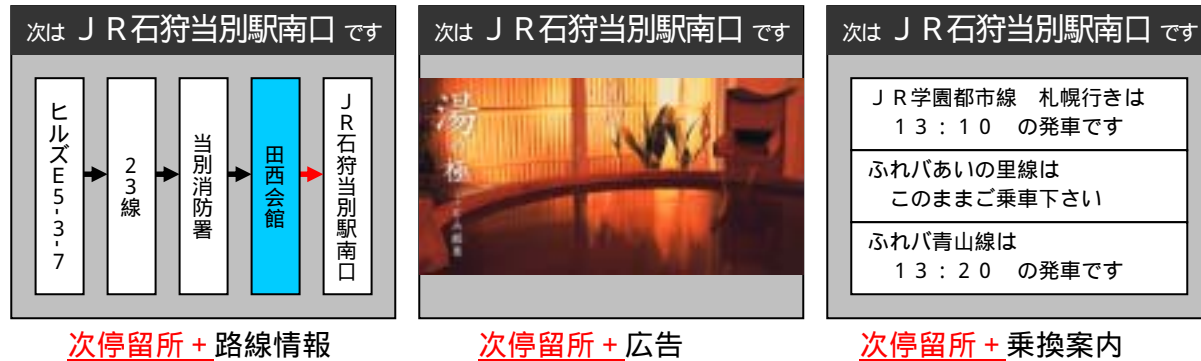 次は ＪＲ石狩当別駅南口 です
ヒルズＥ５-３-７
２３線
当別消防署
田西会館
ＪＲ石狩当別駅南口
次停留所＋路線情報
次は ＪＲ石狩当別駅南口 です
湯の極
次停留所＋広告
次は ＪＲ石狩当別駅南口 です
ＪＲ学園都市線　札幌行きは
１３：１０　の発車です
ふれバあいの里線は
このままご乗車下さい
ふれバ青山線は
１３：２０　の発車です
次停留所＋乗換案内